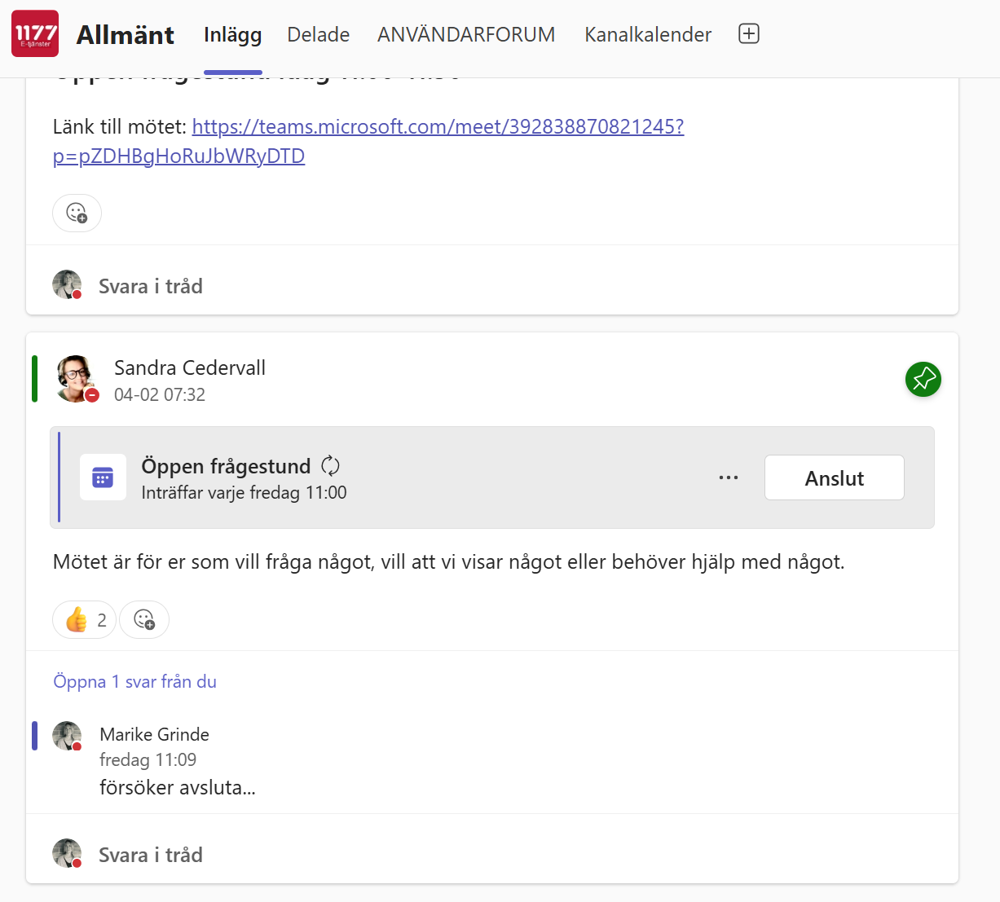 1177
E-tjänster
Allmänt
Inlägg
Delade
ANVÄNDARFORUM
Kanalkalender
Länk till mötet: https://teams.microsoft.com/meet/392838870821245?
p=pZDHBgHoRuJbWRyDTD
Svara i tråd
Sandra Cedervall
04-02 07:32
Öppen frågestund
Inträffar varje fredag 11:00
Anslut
Mötet är för er som vill fråga något, vill att vi visar något eller behöver hjälp med något.
2
Öppna 1 svar från du
Marike Grinde
fredag 11:09
försöker avsluta...
Svara i tråd